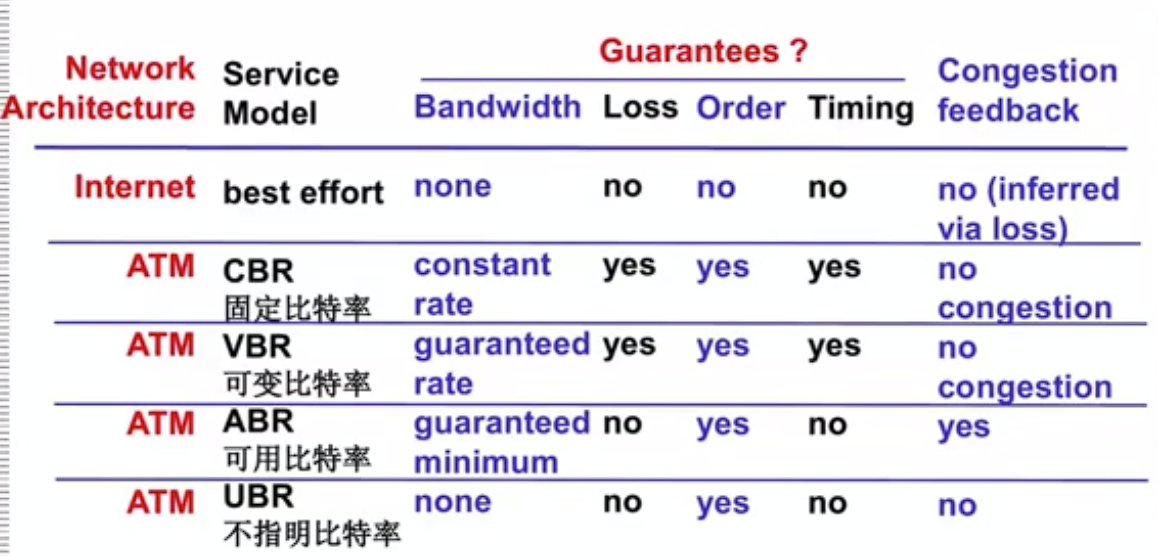 Guarantees ?
Network Architecture Service Model Bandwidth Loss Order Timing Congestion feedback
Internet best effort none no no no no (inferred via loss)
ATM CBR 固定比特率 constant rate yes yes yes no congestion
ATM VBR 可变比特率 guaranteed rate yes yes yes no congestion
ATM ABR 可用比特率 guaranteed minimum no yes no yes
ATM UBR 不指明比特率 none no yes no no